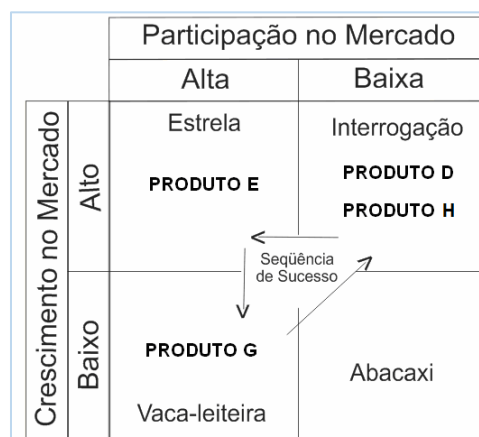 Participação no Mercado
Alta
Baixa
Crescimento no Mercado
Alto
Estrela
Interrogação
PRODUTO E
PRODUTO D
PRODUTO H
Seqüência
de Sucesso
Baixo
PRODUTO G
Vaca-leiteira
Abacaxi